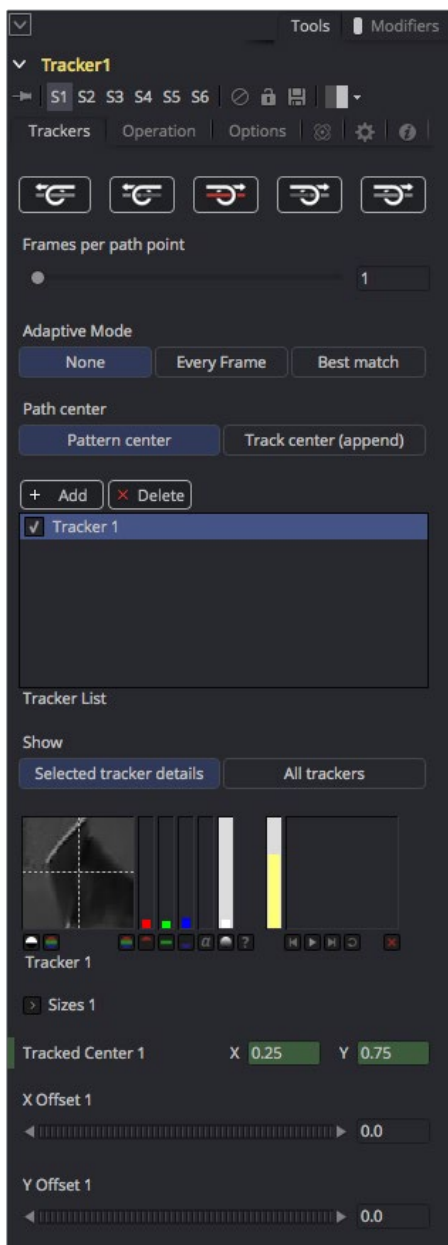 Tools Modifiers
Tracker1
S1 S2 S3 S4 S5 S6
Trackers Operation Options
Frames per path point
1
Adaptive Mode
None Every Frame Best match
Path center
Pattern center Track center (append)
+ Add × Delete
Tracker 1
Tracker List
Show
Selected tracker details All trackers
α ?
Tracker 1
Sizes 1
Tracked Center 1 X 0.25 Y 0.75
X Offset 1
0.0
Y Offset 1
0.0